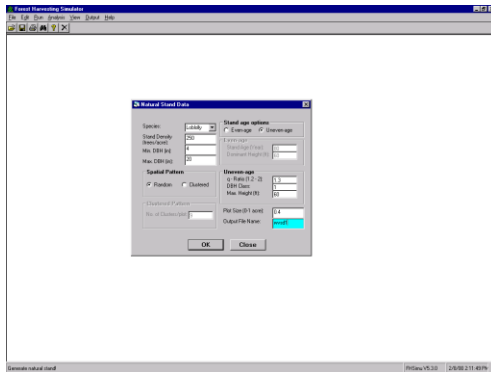 Forest Harvesting Simulator
File Edit Run Analysis View Output Help
Natural Stand Data
Species: Loblolly
Stand Density (trees/acre): 250
Min. DBH (in): 4
Max. DBH (in): 20
Spatial Pattern
Random Clustered
Clustered Pattern
No. of Clusters/plot
Stand age options
Even-age Uneven-age
Even-age
Stand Age (Year):
Dominant Height(ft)
Uneven-age
q - Ratio (1.2 - 2): 1.3
DBH Class: 1
Max. Height(ft): 60
Plot Size (0-1 acre): 0.4
Output File Name:
OK Close
Generate natural stand!